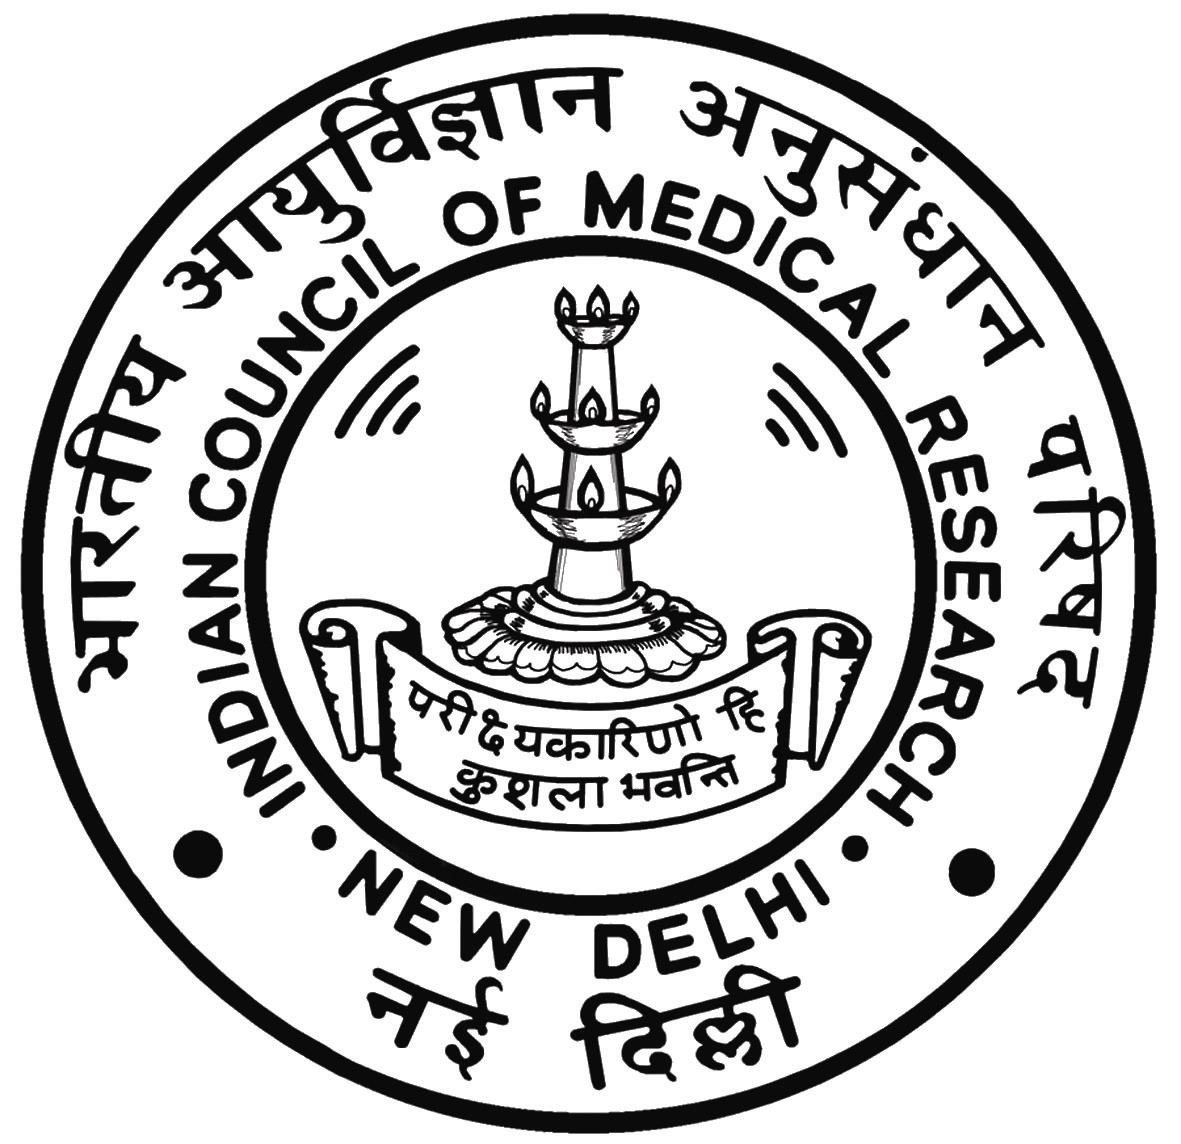 भारतीय आयुर्विज्ञान अनुसंधान परिषद
INDIAN COUNCIL OF MEDICAL RESEARCH
परीक्ष्यकारिणो हि
कुशला भवन्ति
• NEW DELHI •
नई दिल्ली